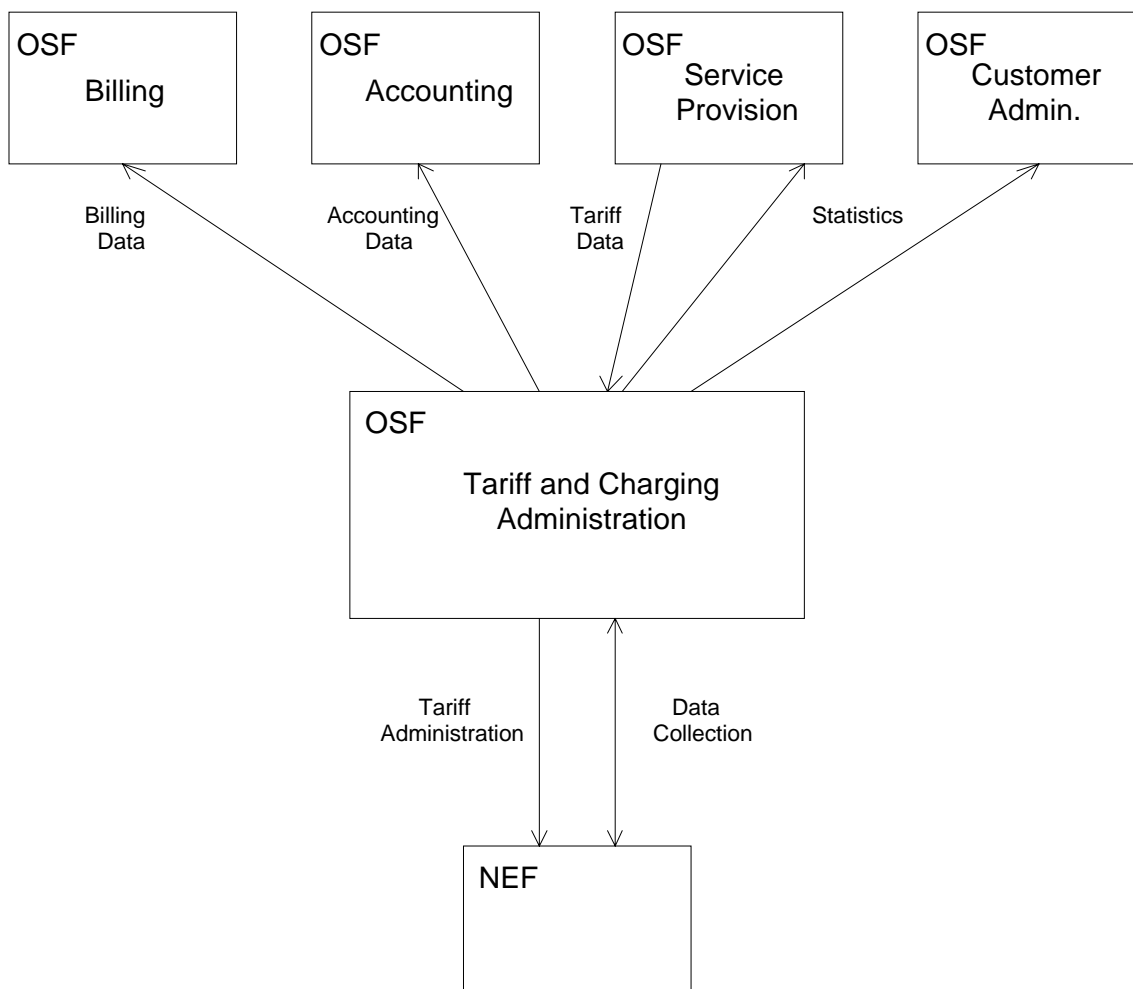 OSF
Billing
OSF
Accounting
OSF
Service
Provision
OSF
Customer
Admin.
Billing
Data
Accounting
Data
Tariff
Data
Statistics
OSF
Tariff and Charging
Administration
Tariff
Administration
Data
Collection
NEF